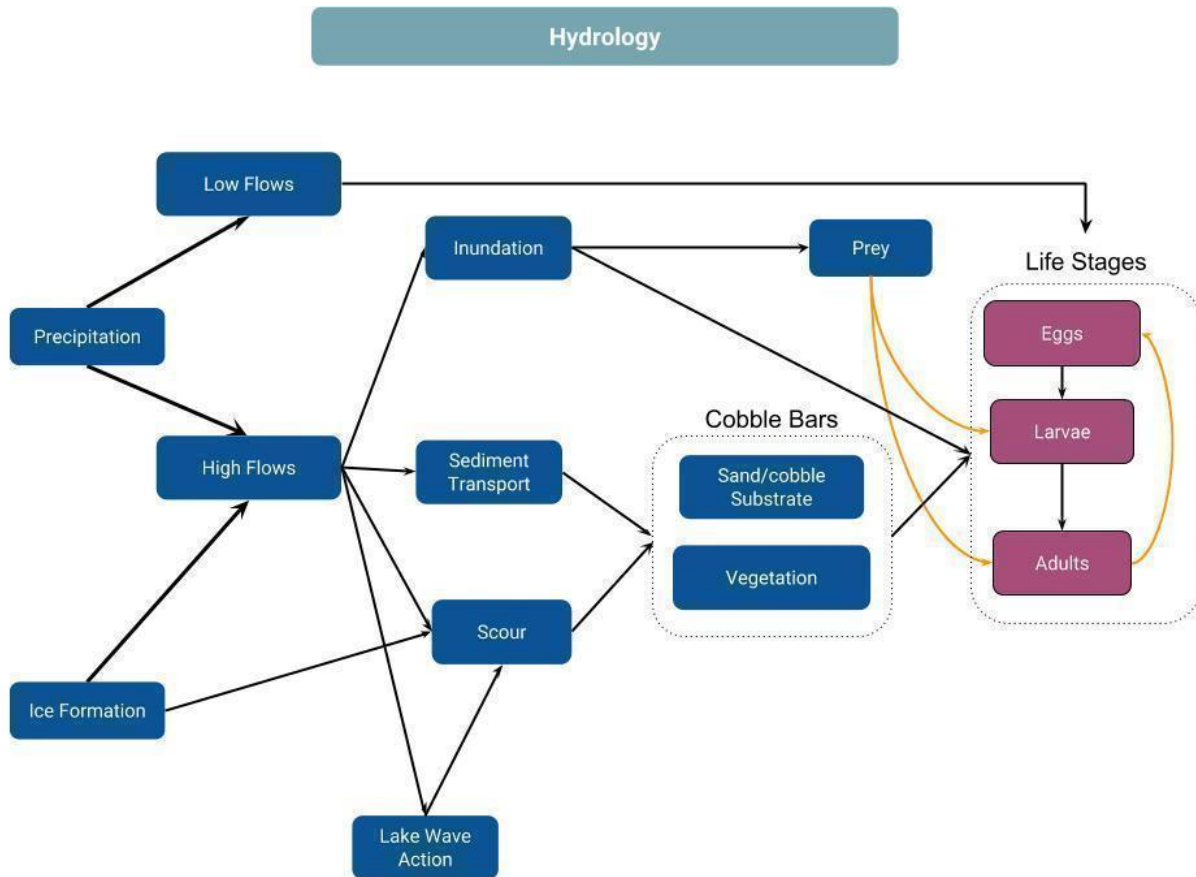 Hydrology
Low Flows
Inundation
Prey
Life Stages
Precipitation
Eggs
Cobble Bars
Larvae
High Flows
Sediment
Transport
Sand/cobble
Substrate
Vegetation
Adults
Scour
Ice Formation
Lake Wave
Action